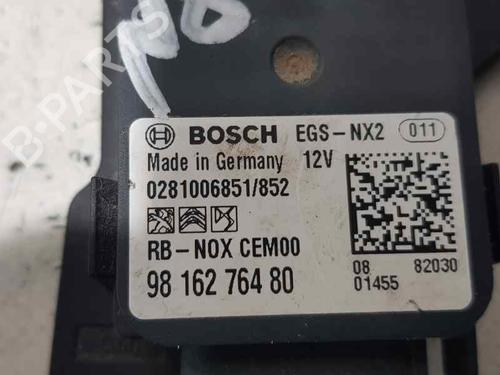 BOSCH EGS-NX2 011
Made in Germany 12V
0281006851/852
RB-NOX CEM00
98 162 764 80
08 82030
01455